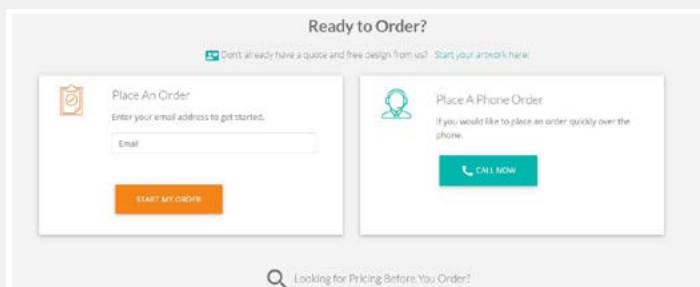 Ready to Order?
Don't already have a quote and free design from us? Start your artwork here!
Place An Order
Enter your email address to get started.
Email
START MY ORDER
Place A Phone Order
If you would like to place an order quickly over the
phone.
CALL NOW
Looking for Pricing Before You Order?